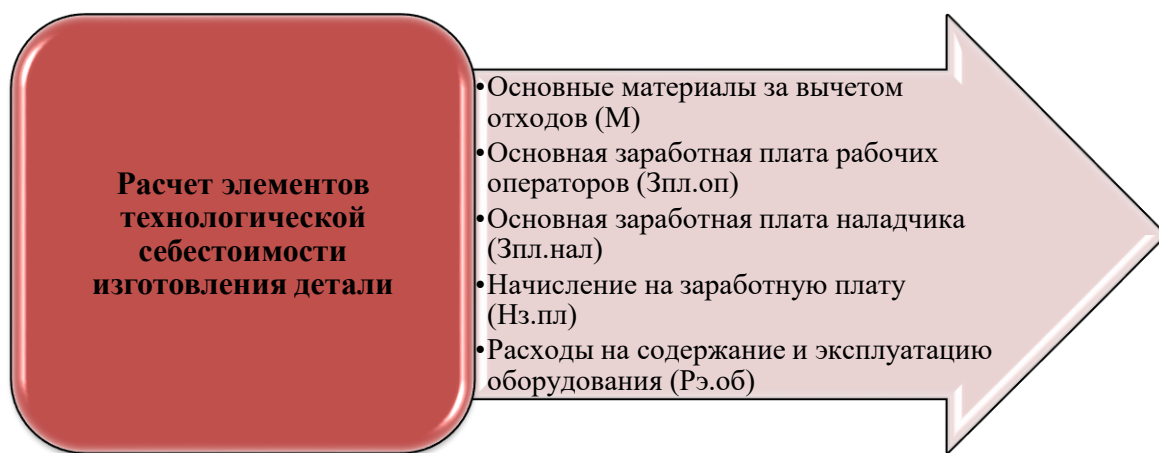 Расчет элементов
технологической
себестоимости
изготовления детали
•Основные материалы за вычетом
отходов (М)
•Основная заработная плата рабочих
операторов (Зпл.оп)
•Основная заработная плата наладчика
(Зпл.нал)
•Начисление на заработную плату
(Нз.пл)
•Расходы на содержание и эксплуатацию
оборудования (Рэ.об)